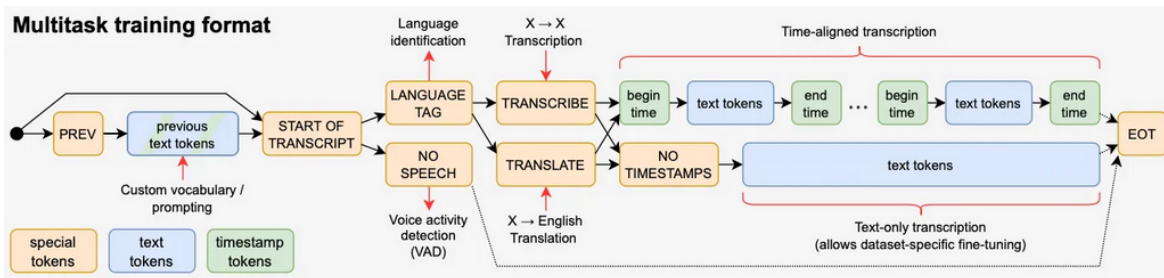 Multitask training format
Language
identification
X → X
Transcription
Time-aligned transcription
PREV
previous
text tokens
START OF
TRANSCRIPT
LANGUAGE
TAG
NO
SPEECH
TRANSCRIBE
TRANSLATE
begin
time
text tokens
end
time
...
begin
time
text tokens
end
time
NO
TIMESTAMPS
text tokens
EOT
Custom vocabulary /
prompting
Voice activity
detection
(VAD)
X → English
Translation
Text-only transcription
(allows dataset-specific fine-tuning)
special
tokens
text
tokens
timestamp
tokens